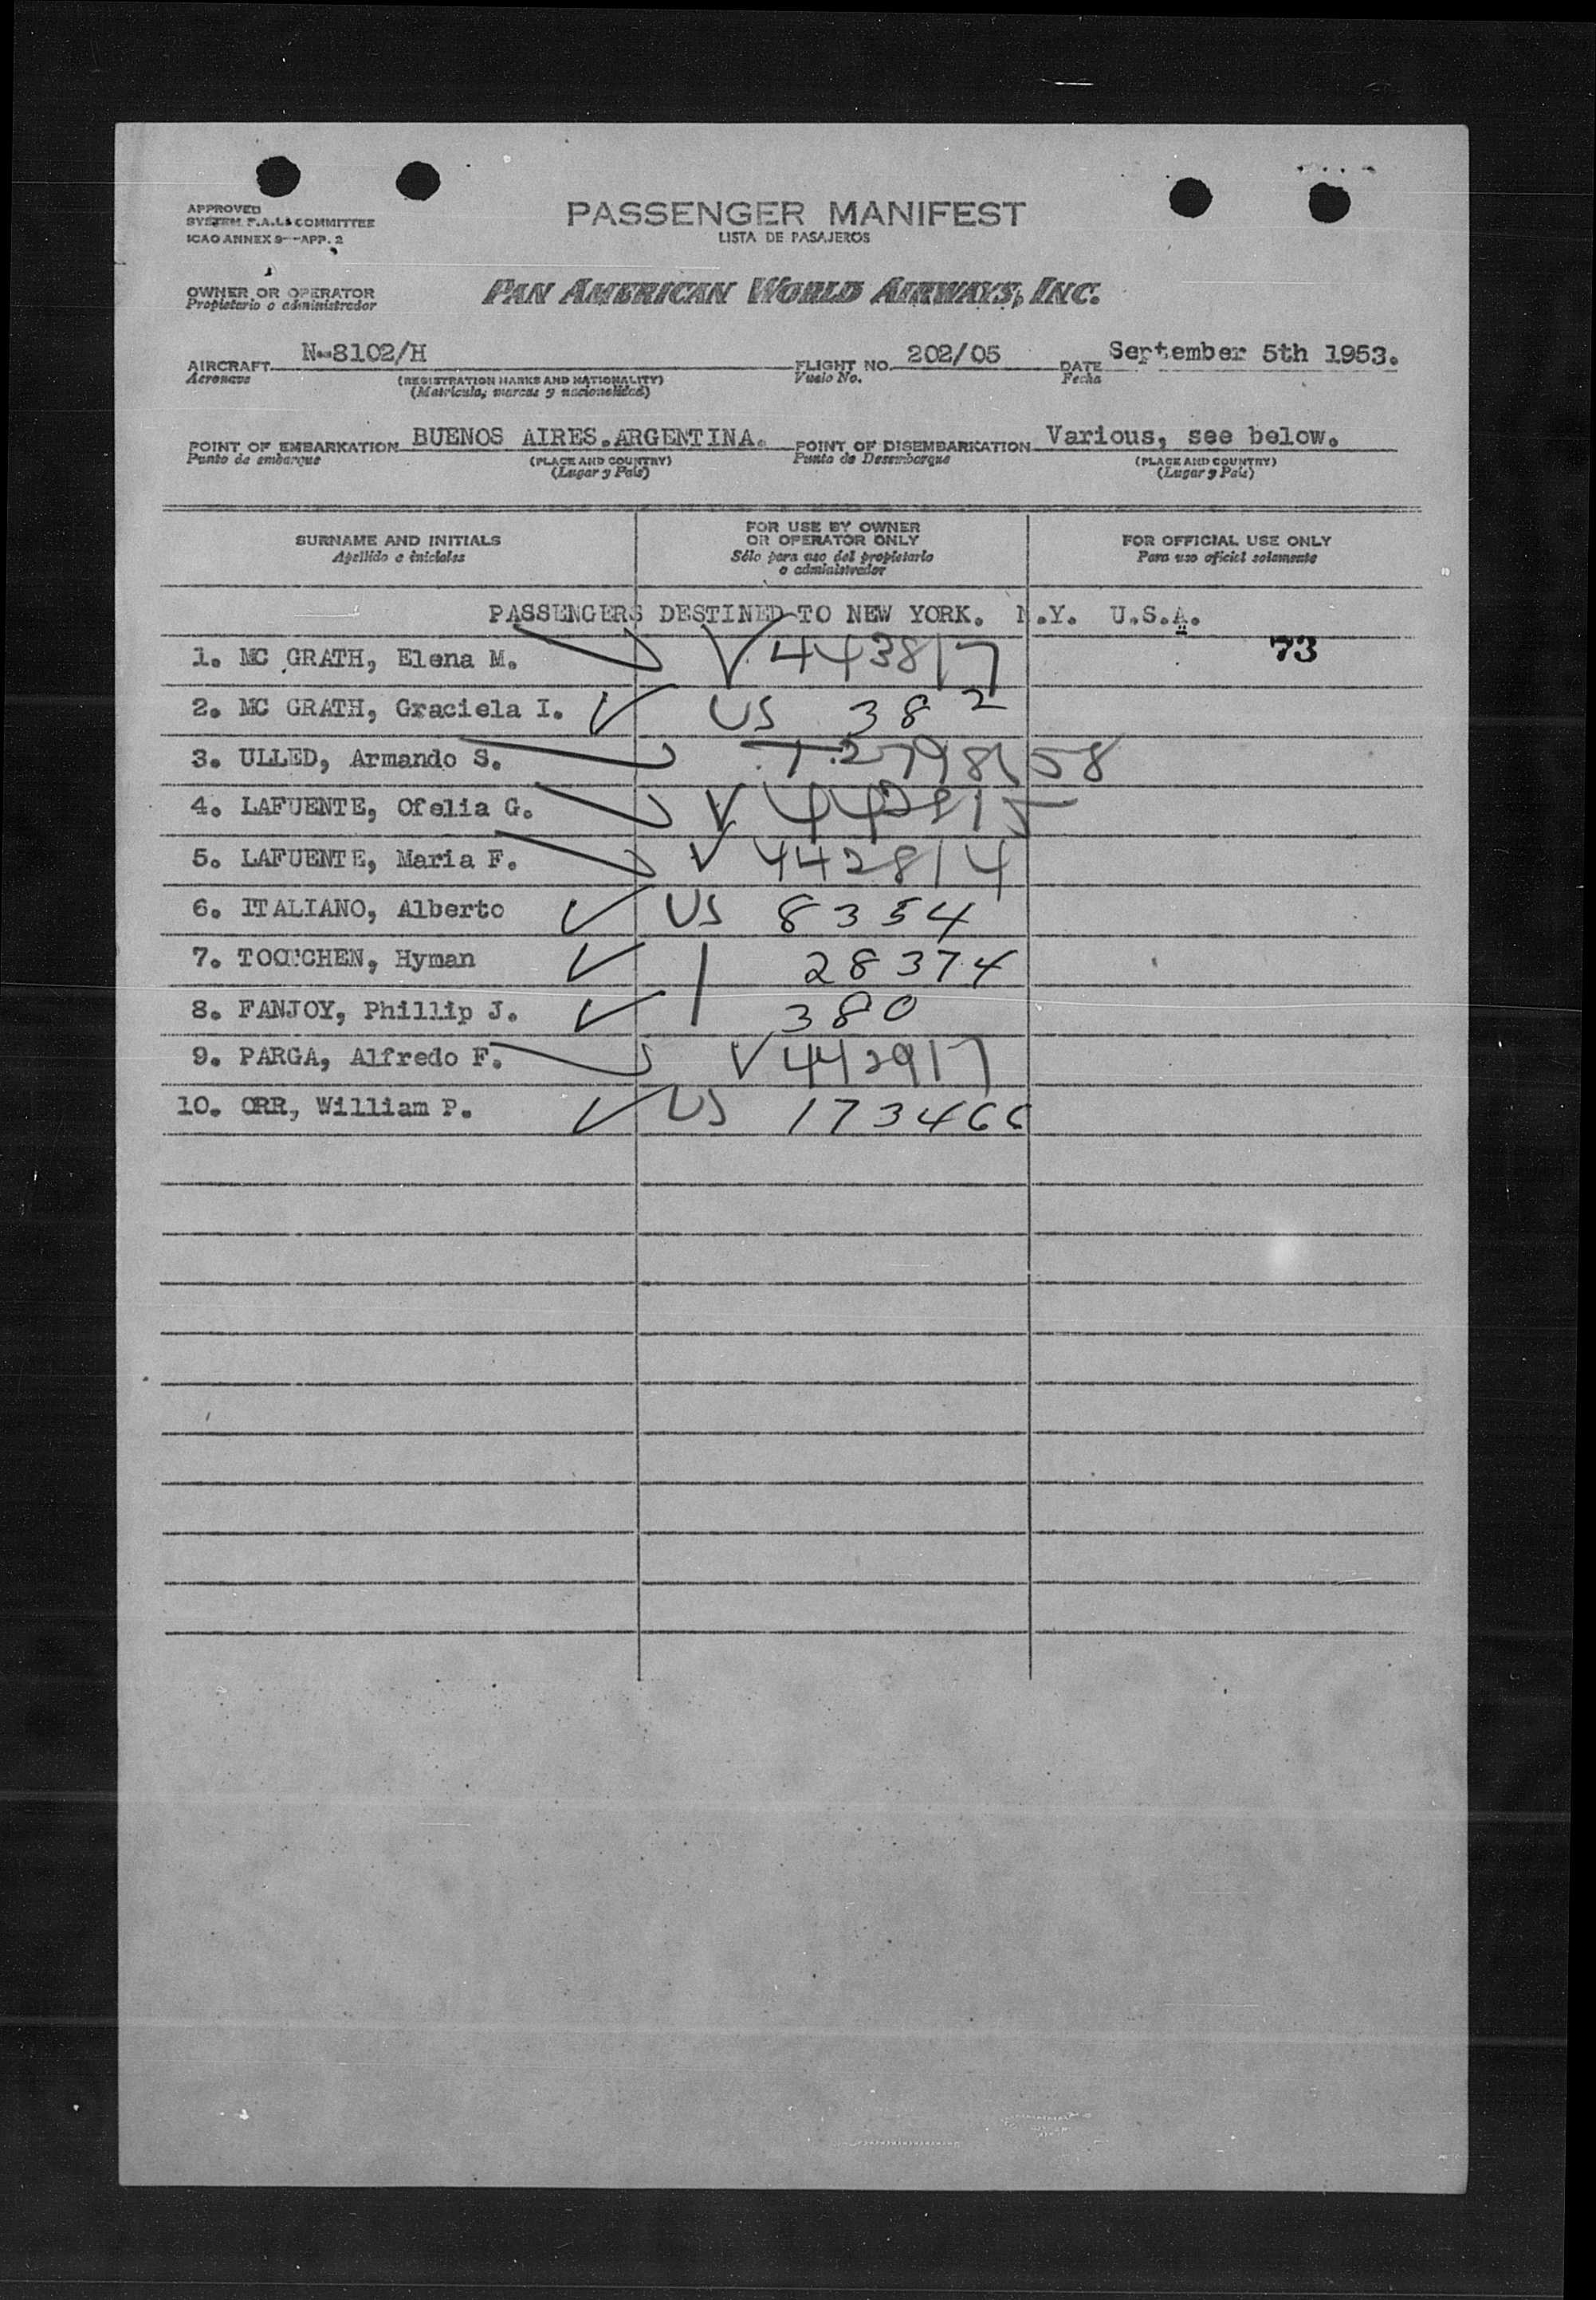 APPROVED
SYSTEM F.A.L. COMMITTEE
ICAO ANNEX 9--APP. 2
PASSENGER MANIFEST
LISTA DE PASAJEROS
OWNER OR OPERATOR
Propietario o administrador
PAN AMERICAN WORLD AIRWAYS, INC.
AIRCRAFT N-8102/H FLIGHT NO. 202/05 DATE September 5th 1953.
Aeronave (REGISTRATION MARKS AND NATIONALITY) Vuelo No. Fecha
(Matricula, marcas y nacionalidad)
POINT OF EMBARKATION BUENOS AIRES.ARGENTINA. POINT OF DISEMBARKATION Various, see below.
Punto de embarque (PLACE AND COUNTRY) Punto de Desembarque (PLACE AND COUNTRY)
(Lugar y País) (Lugar y País)
SURNAME AND INITIALS
Apellido e iniciales
FOR USE BY OWNER
OR OPERATOR ONLY
Sólo para uso del propietario
o administrador
FOR OFFICIAL USE ONLY
Para uso oficial solamente
PASSENGERS DESTINED TO NEW YORK. N.Y. U.S.A.
1. MC GRATH, Elena M. V 443817 73
2. MC GRATH, Graciela I. US 382
3. ULLED, Armando S.
4. LAFUENTE, Ofelia G. V 442815
5. LAFUENTE, Maria F. V 442814
6. ITALIANO, Alberto US 8354
7. Hyman 28374
8. FANJOY, Phillip J. 380
9. PARGA, Alfredo F. V 442917
10. ORR, William P. US 173466